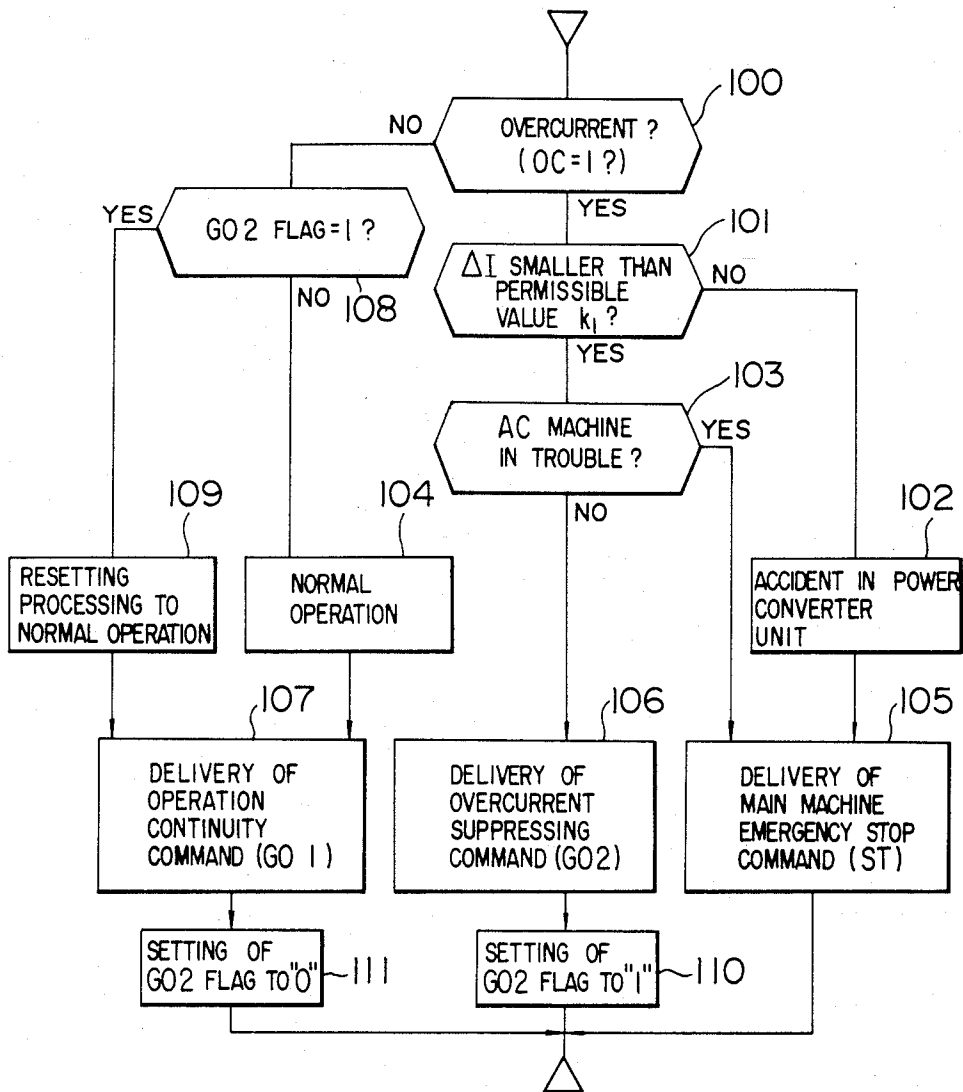 100
OVERCURRENT ?
(OC=1?)
NO
YES
YES
GO2 FLAG=1?
NO
108
101
ΔI SMALLER THAN
PERMISSIBLE
VALUE k1 ?
NO
YES
103
AC MACHINE
IN TROUBLE ?
YES
NO
109
RESETTING
PROCESSING TO
NORMAL OPERATION
104
NORMAL
OPERATION
102
ACCIDENT IN POWER
CONVERTER
UNIT
107
DELIVERY OF
OPERATION
CONTINUITY
COMMAND (GO 1)
106
DELIVERY OF
OVERCURRENT
SUPPRESSING
COMMAND (GO2)
105
DELIVERY OF
MAIN MACHINE
EMERGENCY STOP
COMMAND (ST)
SETTING OF
GO2 FLAG TO "0"
111
SETTING OF
GO2 FLAG TO "1"
110